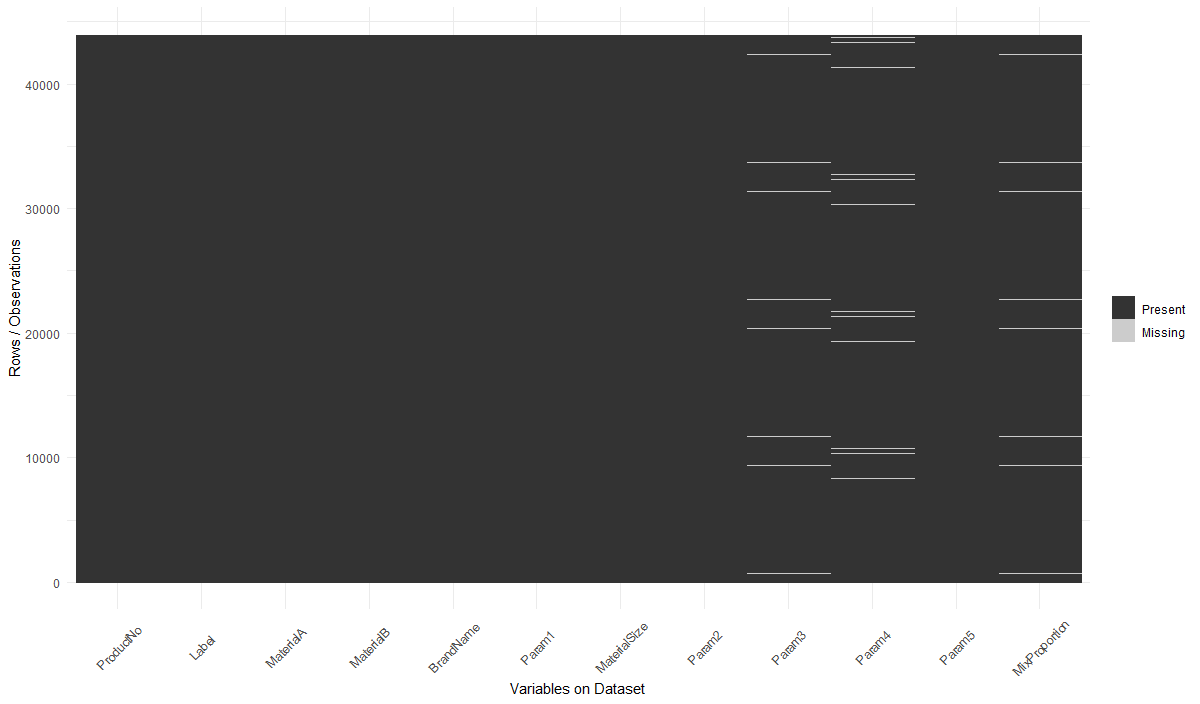 40000
30000
20000
10000
0
Rows / Observations
Present
Missing
ProductNo
Label
MaterialA
MaterialB
BrandName
Param1
MaterialSize
Param2
Param3
Param4
Param5
MixProportion
Variables on Dataset